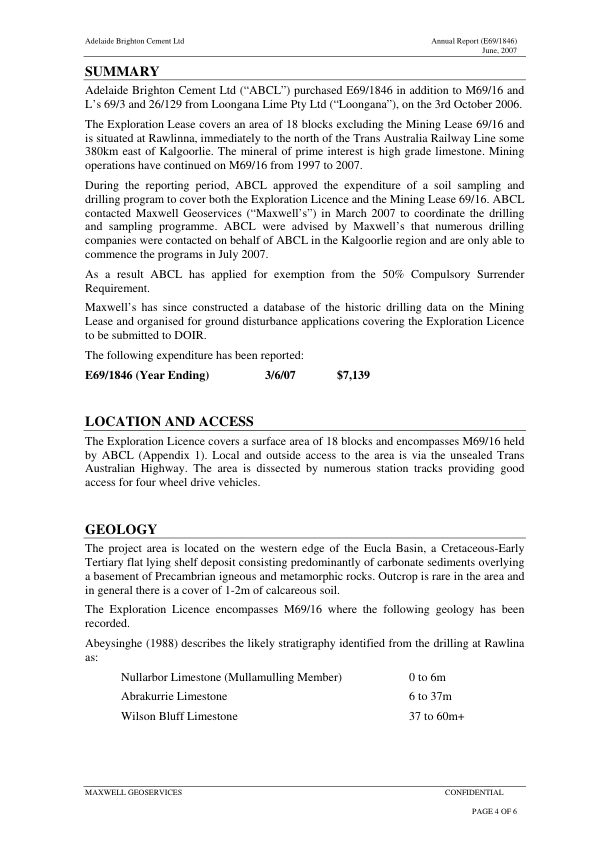 Adelaide Brighton Cement Ltd Annual Report (E69/1846)
June, 2007
SUMMARY
Adelaide Brighton Cement Ltd (“ABCL”) purchased E69/1846 in addition to M69/16 and
L’s 69/3 and 26/129 from Loongana Lime Pty Ltd (“Loongana”), on the 3rd October 2006.
The Exploration Lease covers an area of 18 blocks excluding the Mining Lease 69/16 and
is situated at Rawlinna, immediately to the north of the Trans Australia Railway Line some
380km east of Kalgoorlie. The mineral of prime interest is high grade limestone. Mining
operations have continued on M69/16 from 1997 to 2007.
During the reporting period, ABCL approved the expenditure of a soil sampling and
drilling program to cover both the Exploration Licence and the Mining Lease 69/16. ABCL
contacted Maxwell Geoservices (“Maxwell’s”) in March 2007 to coordinate the drilling
and sampling programme. ABCL were advised by Maxwell’s that numerous drilling
companies were contacted on behalf of ABCL in the Kalgoorlie region and are only able to
commence the programs in July 2007.
As a result ABCL has applied for exemption from the 50% Compulsory Surrender
Requirement.
Maxwell’s has since constructed a database of the historic drilling data on the Mining
Lease and organised for ground disturbance applications covering the Exploration Licence
to be submitted to DOIR.
The following expenditure has been reported:
E69/1846 (Year Ending) 3/6/07 $7,139
LOCATION AND ACCESS
The Exploration Licence covers a surface area of 18 blocks and encompasses M69/16 held
by ABCL (Appendix 1). Local and outside access to the area is via the unsealed Trans
Australian Highway. The area is dissected by numerous station tracks providing good
access for four wheel drive vehicles.
GEOLOGY
The project area is located on the western edge of the Eucla Basin, a Cretaceous-Early
Tertiary flat lying shelf deposit consisting predominantly of carbonate sediments overlying
a basement of Precambrian igneous and metamorphic rocks. Outcrop is rare in the area and
in general there is a cover of 1-2m of calcareous soil.
The Exploration Licence encompasses M69/16 where the following geology has been
recorded.
Abeysinghe (1988) describes the likely stratigraphy identified from the drilling at Rawlina
as:
Nullarbor Limestone (Mullamulling Member) 0 to 6m
Abrakurrie Limestone 6 to 37m
Wilson Bluff Limestone 37 to 60m+
MAXWELL GEOSERVICES CONFIDENTIAL
PAGE 4 OF 6